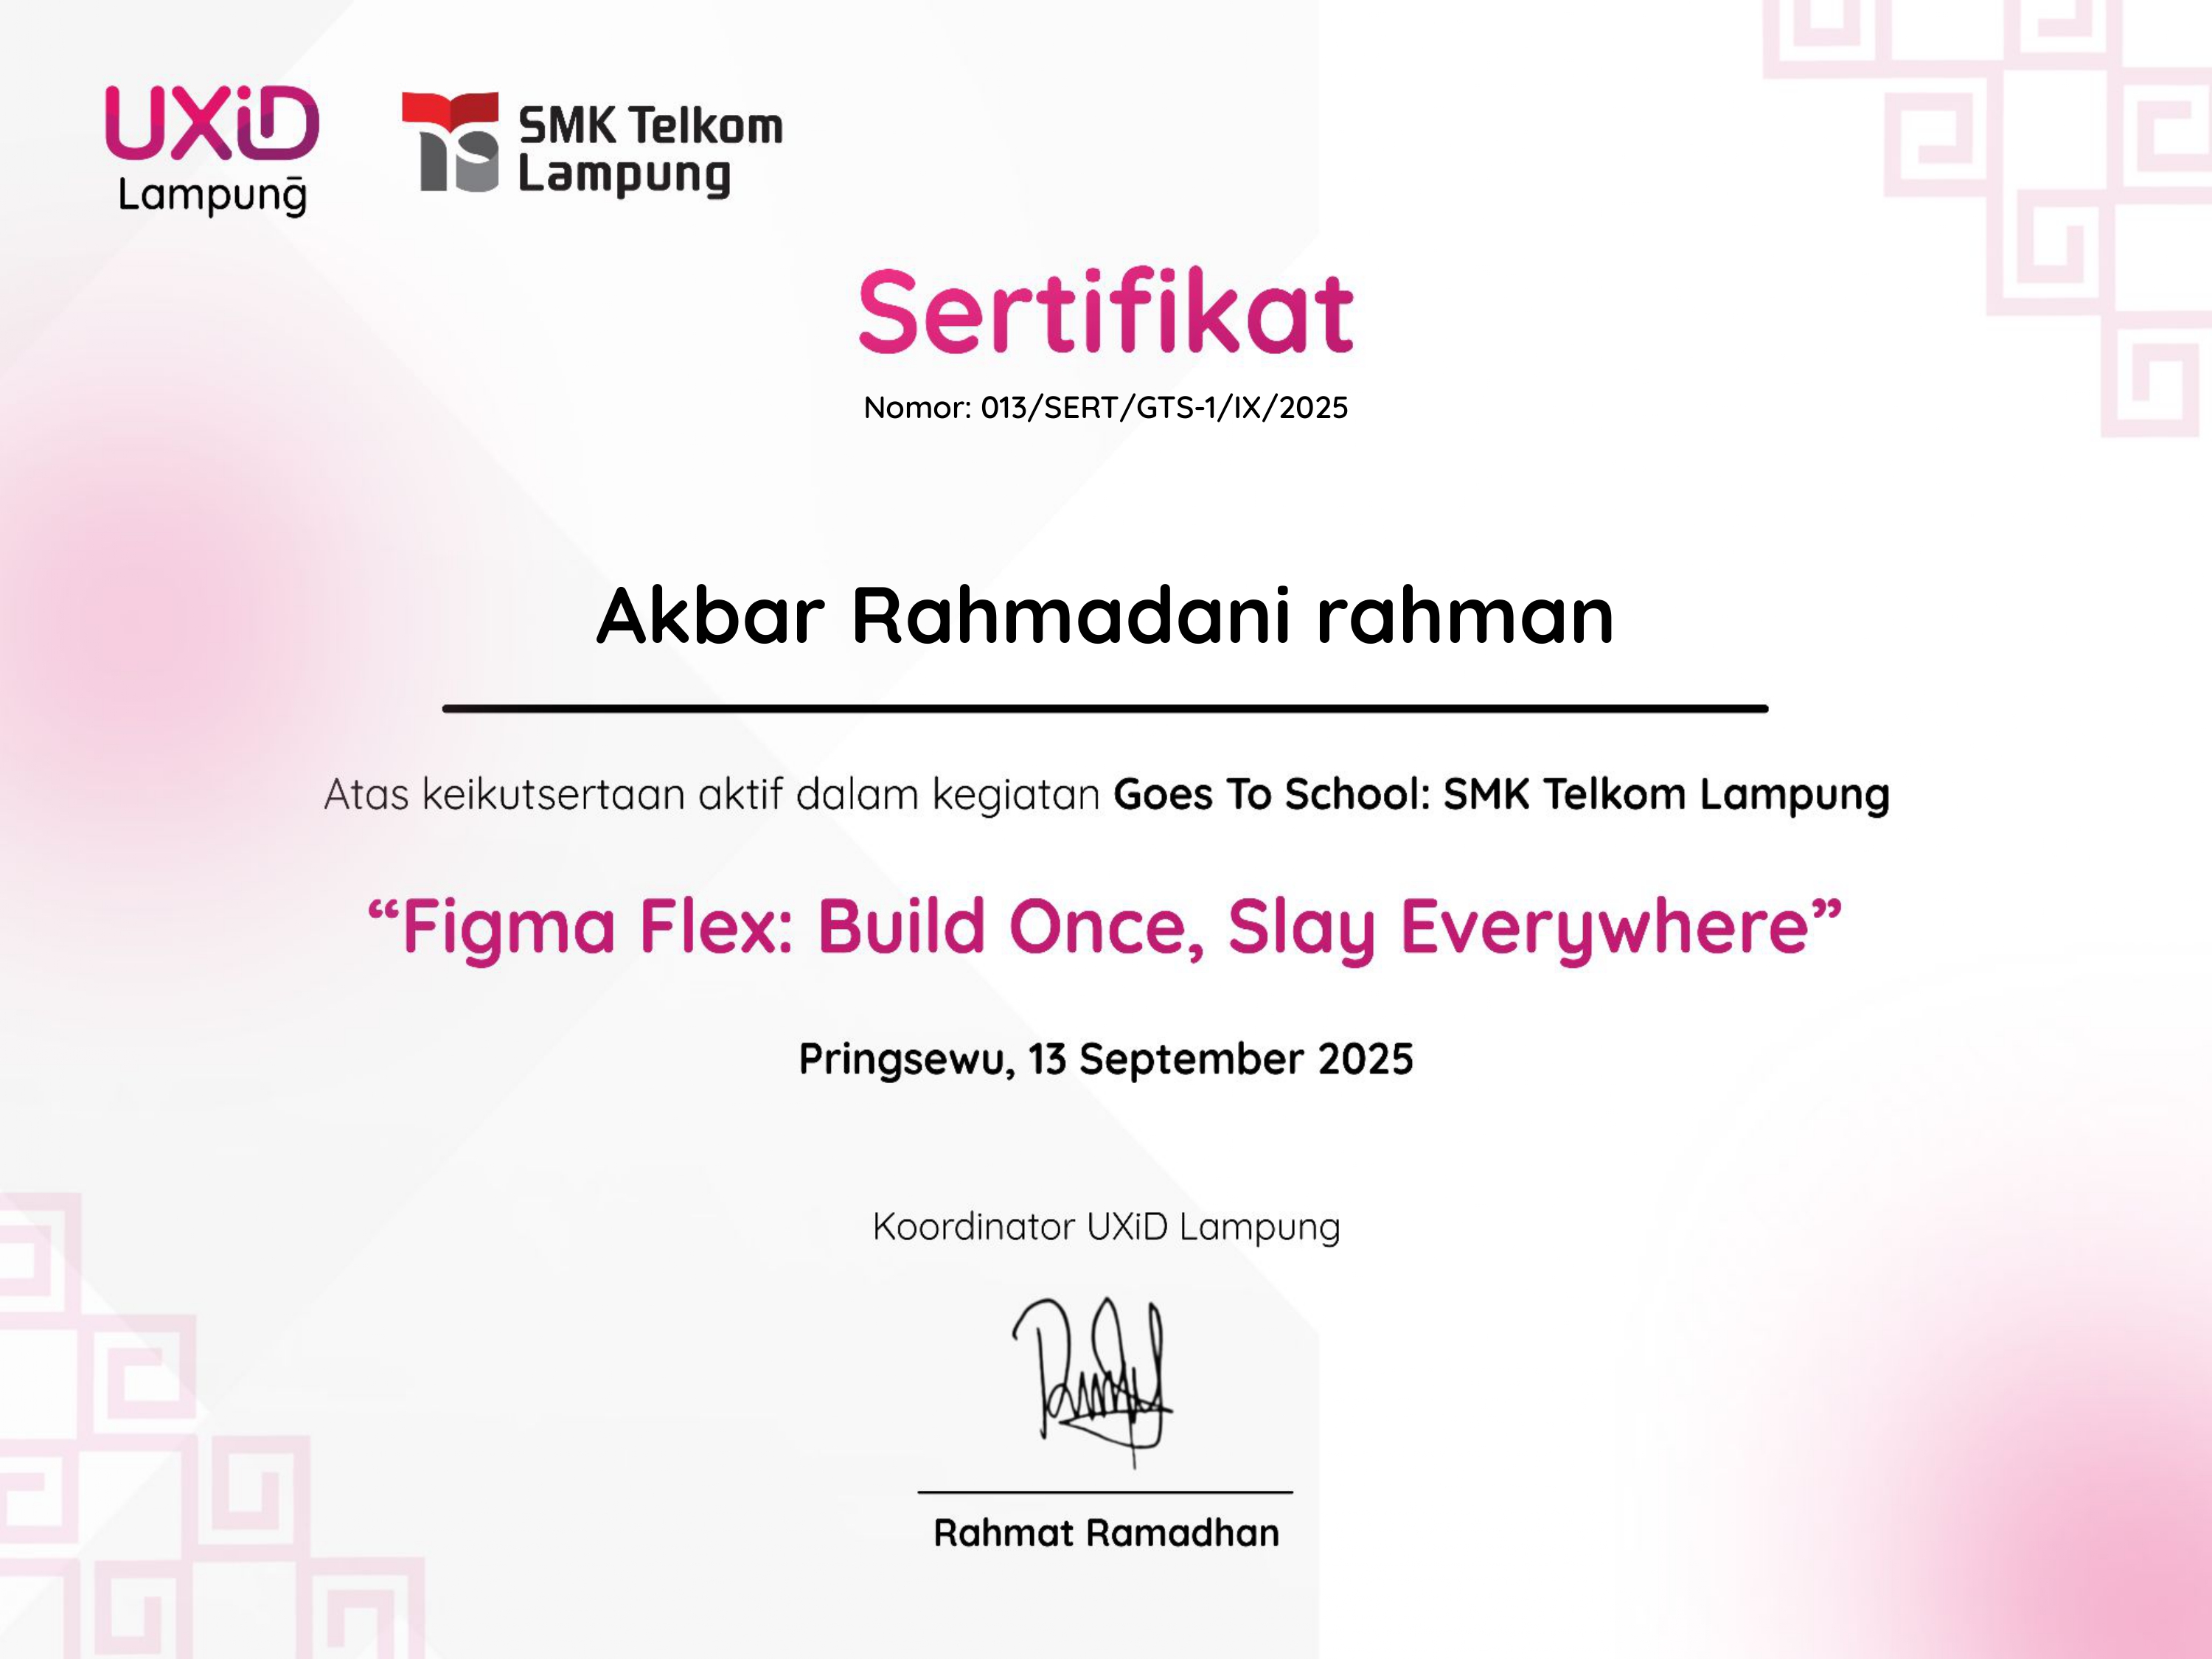 UXiD
Lampung
SMK Telkom
Lampung
Sertifikat
Nomor: 013/SERT/GTS-1/IX/2025
Akbar Rahmadani rahman
Atas keikutsertaan aktif dalam kegiatan Goes To School: SMK Telkom Lampung
“Figma Flex: Build Once, Slay Everywhere”
Pringsewu, 13 September 2025
Koordinator UXiD Lampung
Rahmat Ramadhan